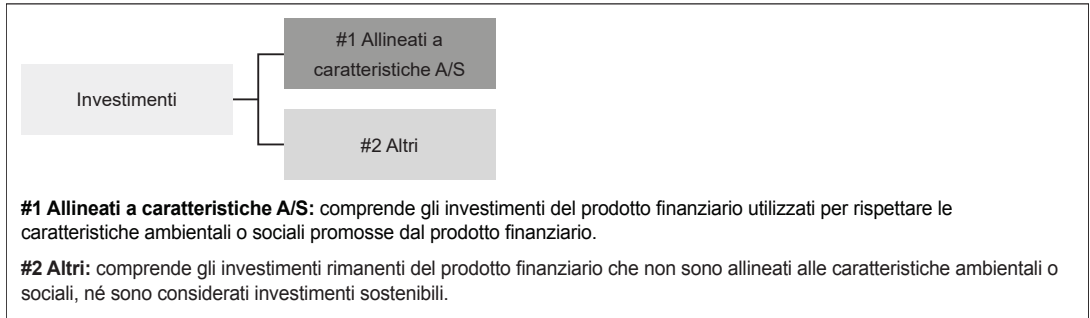 #1 Allineati a
caratteristiche A/S
Investimenti
#2 Altri
#1 Allineati a caratteristiche A/S: comprende gli investimenti del prodotto finanziario utilizzati per rispettare le
caratteristiche ambientali o sociali promosse dal prodotto finanziario.
#2 Altri: comprende gli investimenti rimanenti del prodotto finanziario che non sono allineati alle caratteristiche ambientali o
sociali, né sono considerati investimenti sostenibili.